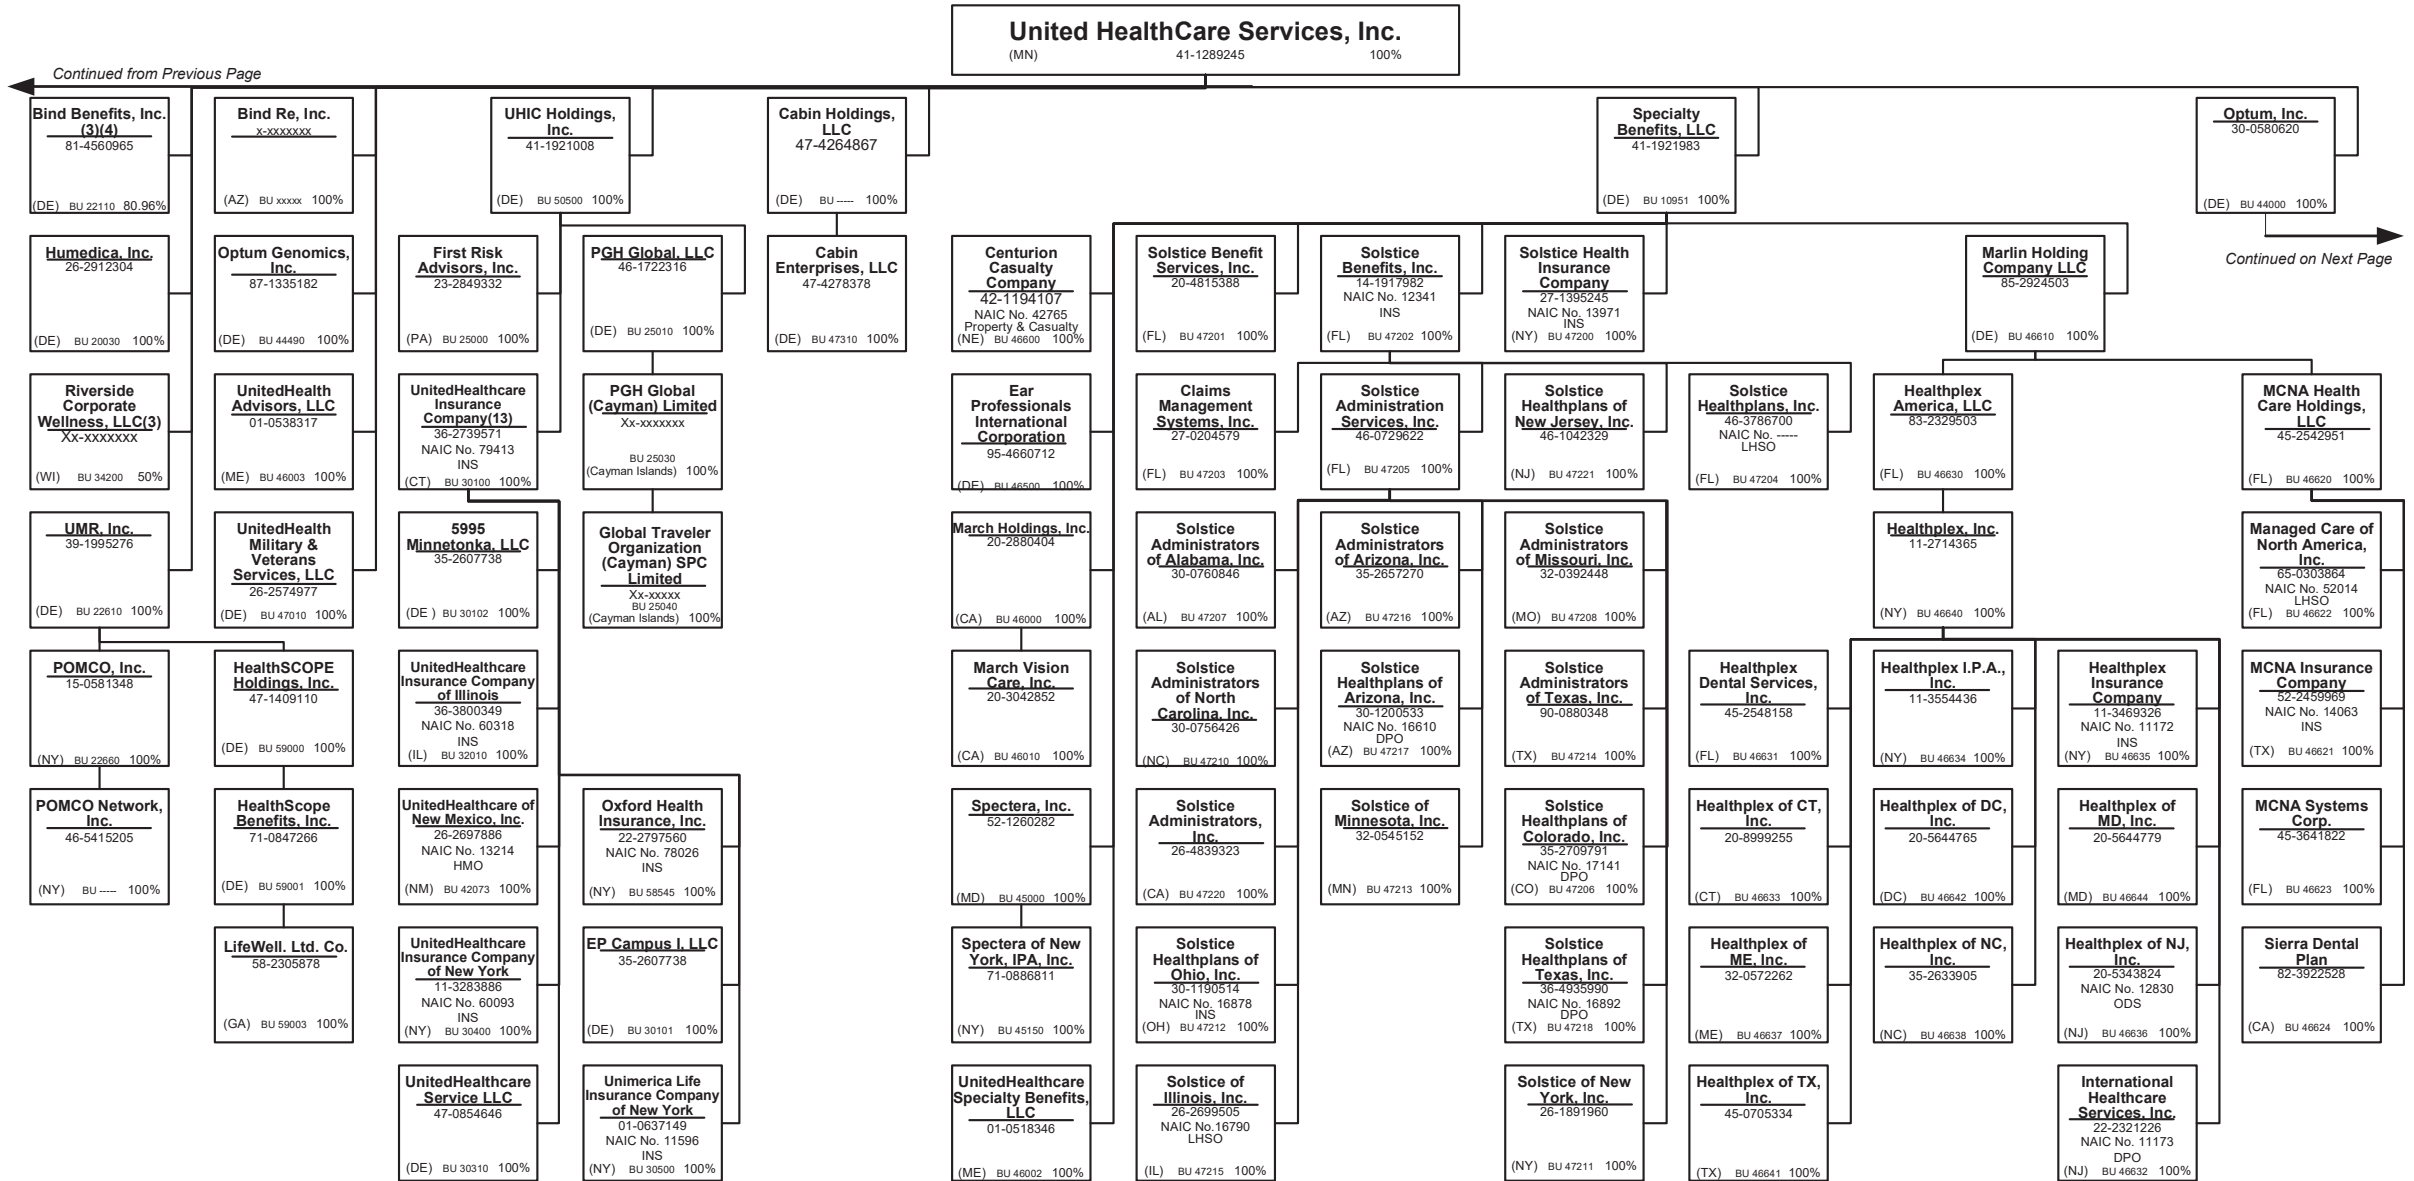 United HealthCare Services, Inc.
(MN) 41-1289245 100%
Continued from Previous Page
Bind Benefits, Inc.
(3)(4)
81-4560965
(DE) BU 22110 80.96%
Bind Re, Inc.
x-xxxxxxx
(AZ) BU xxxxx 100%
UHIC Holdings,
Inc.
41-1921008
(DE) BU 50500 100%
Cabin Holdings,
LLC
47-4264867
(DE) BU ----- 100%
Specialty
Benefits, LLC
41-1921983
(DE) BU 10951 100%
Optum, Inc.
30-0580620
(DE) BU 44000 100%
Continued on Next Page
Humedica, Inc.
26-2912304
(DE) BU 20030 100%
Optum Genomics,
Inc.
87-1335182
(DE) BU 44490 100%
First Risk
Advisors, Inc.
23-2849332
(PA) BU 25000 100%
PGH Global, LLC
46-1722316
(DE) BU 25010 100%
Cabin
Enterprises, LLC
47-4278378
(DE) BU 47310 100%
Centurion
Casualty
Company
42-1194107
NAIC No. 42765
Property & Casualty
(NE) BU 46600 100%
Solstice Benefit
Services, Inc.
20-4815388
(FL) BU 47201 100%
Solstice
Benefits, Inc.
14-1917982
NAIC No. 12341
INS
(FL) BU 47202 100%
Solstice Health
Insurance
Company
27-1395245
NAIC No. 13971
INS
(NY) BU 47200 100%
Marlin Holding
Company LLC
85-2924503
(DE) BU 46610 100%
Riverside
Corporate
Wellness, LLC(3)
Xx-xxxxxxx
(WI) BU 34200 50%
UnitedHealth
Advisors, LLC
01-0538317
(ME) BU 46003 100%
UnitedHealthcare
Insurance
Company(13)
36-2739571
NAIC No. 79413
INS
(CT) BU 30100 100%
PGH Global
(Cayman) Limited
Xx-xxxxxxx
BU 25030
(Cayman Islands) 100%
Ear
Professionals
International
Corporation
95-4660712
(DE) BU 46500 100%
Claims
Management
Systems, Inc.
27-0204579
(FL) BU 47203 100%
Solstice
Administration
Services, Inc.
46-0729622
(FL) BU 47205 100%
Solstice
Healthplans of
New Jersey, Inc.
46-1042329
(NJ) BU 47221 100%
Solstice
Healthplans, Inc.
46-3786700
NAIC No. -----
LHSO
(FL) BU 47204 100%
Healthplex
America, LLC
83-2329503
(FL) BU 46630 100%
MCNA Health
Care Holdings,
LLC
45-2542951
(FL) BU 46620 100%
UMR, Inc.
39-1995276
(DE) BU 22610 100%
UnitedHealth
Military &
Veterans
Services, LLC
26-2574977
(DE) BU 47010 100%
5995
Minnetonka, LLC
35-2607738
(DE ) BU 30102 100%
Global Traveler
Organization
(Cayman) SPC
Limited
Xx-xxxxx
BU 25040
(Cayman Islands) 100%
March Holdings, Inc.
20-2880404
(CA) BU 46000 100%
Solstice
Administrators
of Alabama, Inc.
30-0760846
(AL) BU 47207 100%
Solstice
Administrators
of Arizona, Inc.
35-2657270
(AZ) BU 47216 100%
Solstice
Administrators
of Missouri, Inc.
32-0392448
(MO) BU 47208 100%
Healthplex, Inc.
11-2714365
(NY) BU 46640 100%
Managed Care of
North America,
Inc.
65-0303864
NAIC No. 52014
LHSO
(FL) BU 46622 100%
POMCO, Inc.
15-0581348
(NY) BU 22660 100%
HealthSCOPE
Holdings, Inc.
47-1409110
(DE) BU 59000 100%
UnitedHealthcare
Insurance Company
of Illinois
36-3800349
NAIC No. 60318
INS
(IL) BU 32010 100%
March Vision
Care, Inc.
20-3042852
(CA) BU 46010 100%
Solstice
Administrators
of North
Carolina, Inc.
30-0756426
(NC) BU 47210 100%
Solstice
Healthplans of
Arizona, Inc.
30-1200533
NAIC No. 16610
DPO
(AZ) BU 47217 100%
Solstice
Administrators
of Texas, Inc.
90-0880348
(TX) BU 47214 100%
Healthplex
Dental Services,
Inc.
45-2548158
(FL) BU 46631 100%
Healthplex I.P.A.,
Inc.
11-3554436
(NY) BU 46634 100%
Healthplex
Insurance
Company
11-3469326
NAIC No. 11172
INS
(NY) BU 46635 100%
MCNA Insurance
Company
52-2459969
NAIC No. 14063
INS
(TX) BU 46621 100%
POMCO Network,
Inc.
46-5415205
(NY) BU ----- 100%
HealthScope
Benefits, Inc.
71-0847266
(DE) BU 59001 100%
UnitedHealthcare of
New Mexico, Inc.
26-2697886
NAIC No. 13214
HMO
(NM) BU 42073 100%
Oxford Health
Insurance, Inc.
22-2797560
NAIC No. 78026
INS
(NY) BU 58545 100%
Spectera, Inc.
52-1260282
(MD) BU 45000 100%
Solstice
Administrators,
Inc.
26-4839323
(CA) BU 47220 100%
Solstice of
Minnesota, Inc.
32-0545152
(MN) BU 47213 100%
Solstice
Healthplans of
Colorado, Inc.
35-2709791
NAIC No. 17141
DPO
(CO) BU 47206 100%
Healthplex of CT,
Inc.
20-8999255
(CT) BU 46633 100%
Healthplex of DC,
Inc.
20-5644765
(DC) BU 46642 100%
Healthplex of
MD, Inc.
20-5644779
(MD) BU 46644 100%
MCNA Systems
Corp.
45-3641822
(FL) BU 46623 100%
LifeWell. Ltd. Co.
58-2305878
(GA) BU 59003 100%
UnitedHealthcare
Insurance Company
of New York
11-3283886
NAIC No. 60093
INS
(NY) BU 30400 100%
EP Campus I, LLC
35-2607738
(DE) BU 30101 100%
Spectera of New
York, IPA, Inc.
71-0886811
(NY) BU 45150 100%
Solstice
Healthplans of
Ohio, Inc.
30-1190514
NAIC No. 16878
INS
(OH) BU 47212 100%
Solstice
Healthplans of
Texas, Inc.
36-4935990
NAIC No. 16892
DPO
(TX) BU 47218 100%
Healthplex of
ME, Inc.
32-0572262
(ME) BU 46637 100%
Healthplex of NC,
Inc.
35-2633905
(NC) BU 46638 100%
Healthplex of NJ,
Inc.
20-5343824
NAIC No. 12830
ODS
(NJ) BU 46636 100%
Sierra Dental
Plan
82-3922528
(CA) BU 46624 100%
UnitedHealthcare
Service LLC
47-0854646
(DE) BU 30310 100%
Unimerica Life
Insurance Company
of New York
01-0637149
NAIC No. 11596
INS
(NY) BU 30500 100%
UnitedHealthcare
Specialty Benefits,
LLC
01-0518346
(ME) BU 46002 100%
Solstice of
Illinois, Inc.
26-2699505
NAIC No.16790
LHSO
(IL) BU 47215 100%
Solstice of New
York, Inc.
26-1891960
(NY) BU 47211 100%
Healthplex of TX,
Inc.
45-0705334
(TX) BU 46641 100%
International
Healthcare
Services, Inc.
22-2321226
NAIC No. 11173
DPO
(NJ) BU 46632 100%